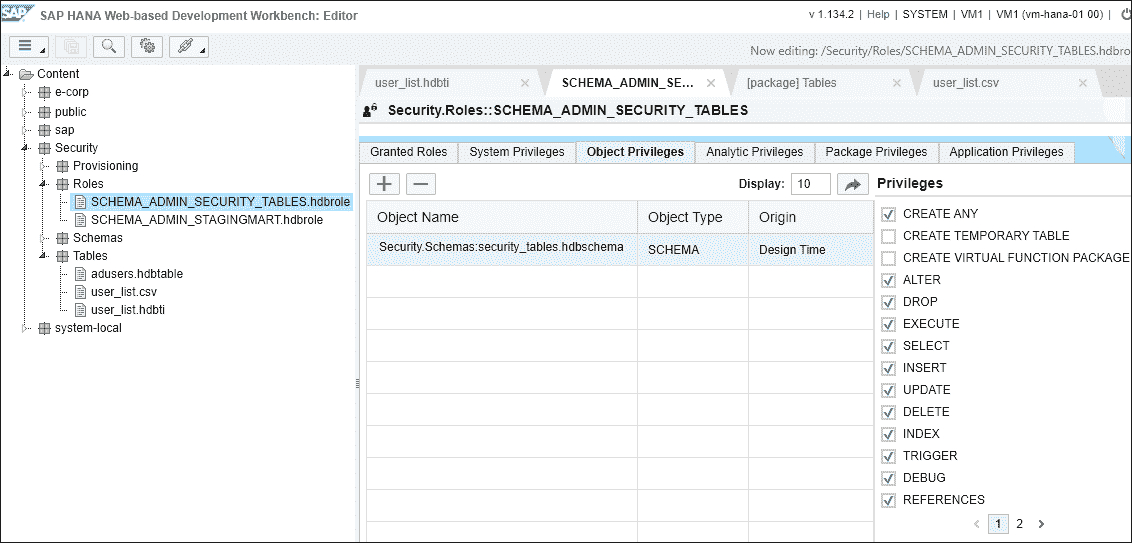 SAP SAP HANA Web-based Development Workbench: Editor
v 1.134.2 | Help | SYSTEM | VM1 | VM1 (vm-hana-01 00) |
Now editing: /Security/Roles/SCHEMA_ADMIN_SECURITY_TABLES.hdbro
Content
e-corp
public
sap
Security
Provisioning
Roles
SCHEMA_ADMIN_SECURITY_TABLES.hdbrole
SCHEMA_ADMIN_STAGINGMART.hdbrole
Schemas
Tables
adusers.hdbtable
user_list.csv
user_list.hdbti
system-local
user_list.hdbti SCHEMA_ADMIN_SE... [package] Tables user_list.csv
Security.Roles::SCHEMA_ADMIN_SECURITY_TABLES
Granted Roles System Privileges Object Privileges Analytic Privileges Package Privileges Application Privileges
Display: 10
Object Name Object Type Origin
Security.Schemas:security_tables.hdbschema SCHEMA Design Time
Privileges
CREATE ANY
CREATE TEMPORARY TABLE
CREATE VIRTUAL FUNCTION PACKAGE
ALTER
DROP
EXECUTE
SELECT
INSERT
UPDATE
DELETE
INDEX
TRIGGER
DEBUG
REFERENCES
< 1 2 >